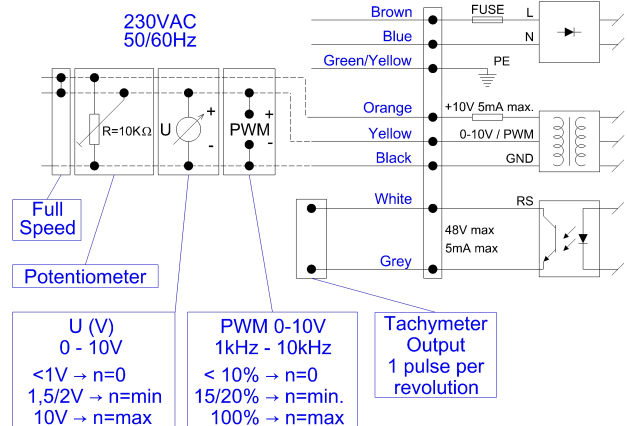 230VAC
50/60Hz
Brown
FUSE
L
Blue
N
Green/Yellow
PE
Orange
+10V 5mA max.
Yellow
0-10V / PWM
Black
GND
R=10KΩ
U
+
-
PWM
+
-
White
RS
48V max
5mA max
Grey
Full
Speed
Potentiometer
U (V)
0 - 10V
<1V → n=0
1,5/2V → n=min
10V → n=max
PWM 0-10V
1kHz - 10kHz
< 10% → n=0
15/20% → n=min.
100% → n=max
Tachymeter
Output
1 pulse per
revolution